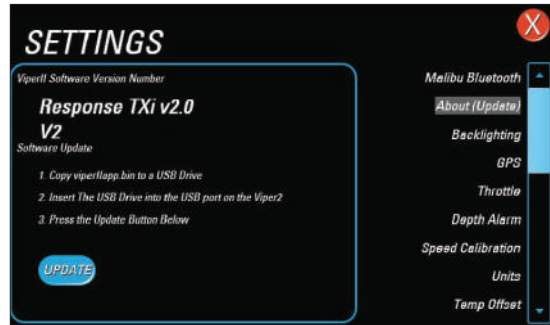 SETTINGS
X
ViperII Software Version Number
Response TXi v2.0
V2
Software Update
1. Copy viperIIapp.bin to a USB Drive
2. Insert The USB Drive into the USB port on the Viper2
3. Press the Update Button Below
UPDATE
Malibu Bluetooth
About (Update)
Backlighting
GPS
Throttle
Depth Alarm
Speed Calibration
Units
Temp Offset